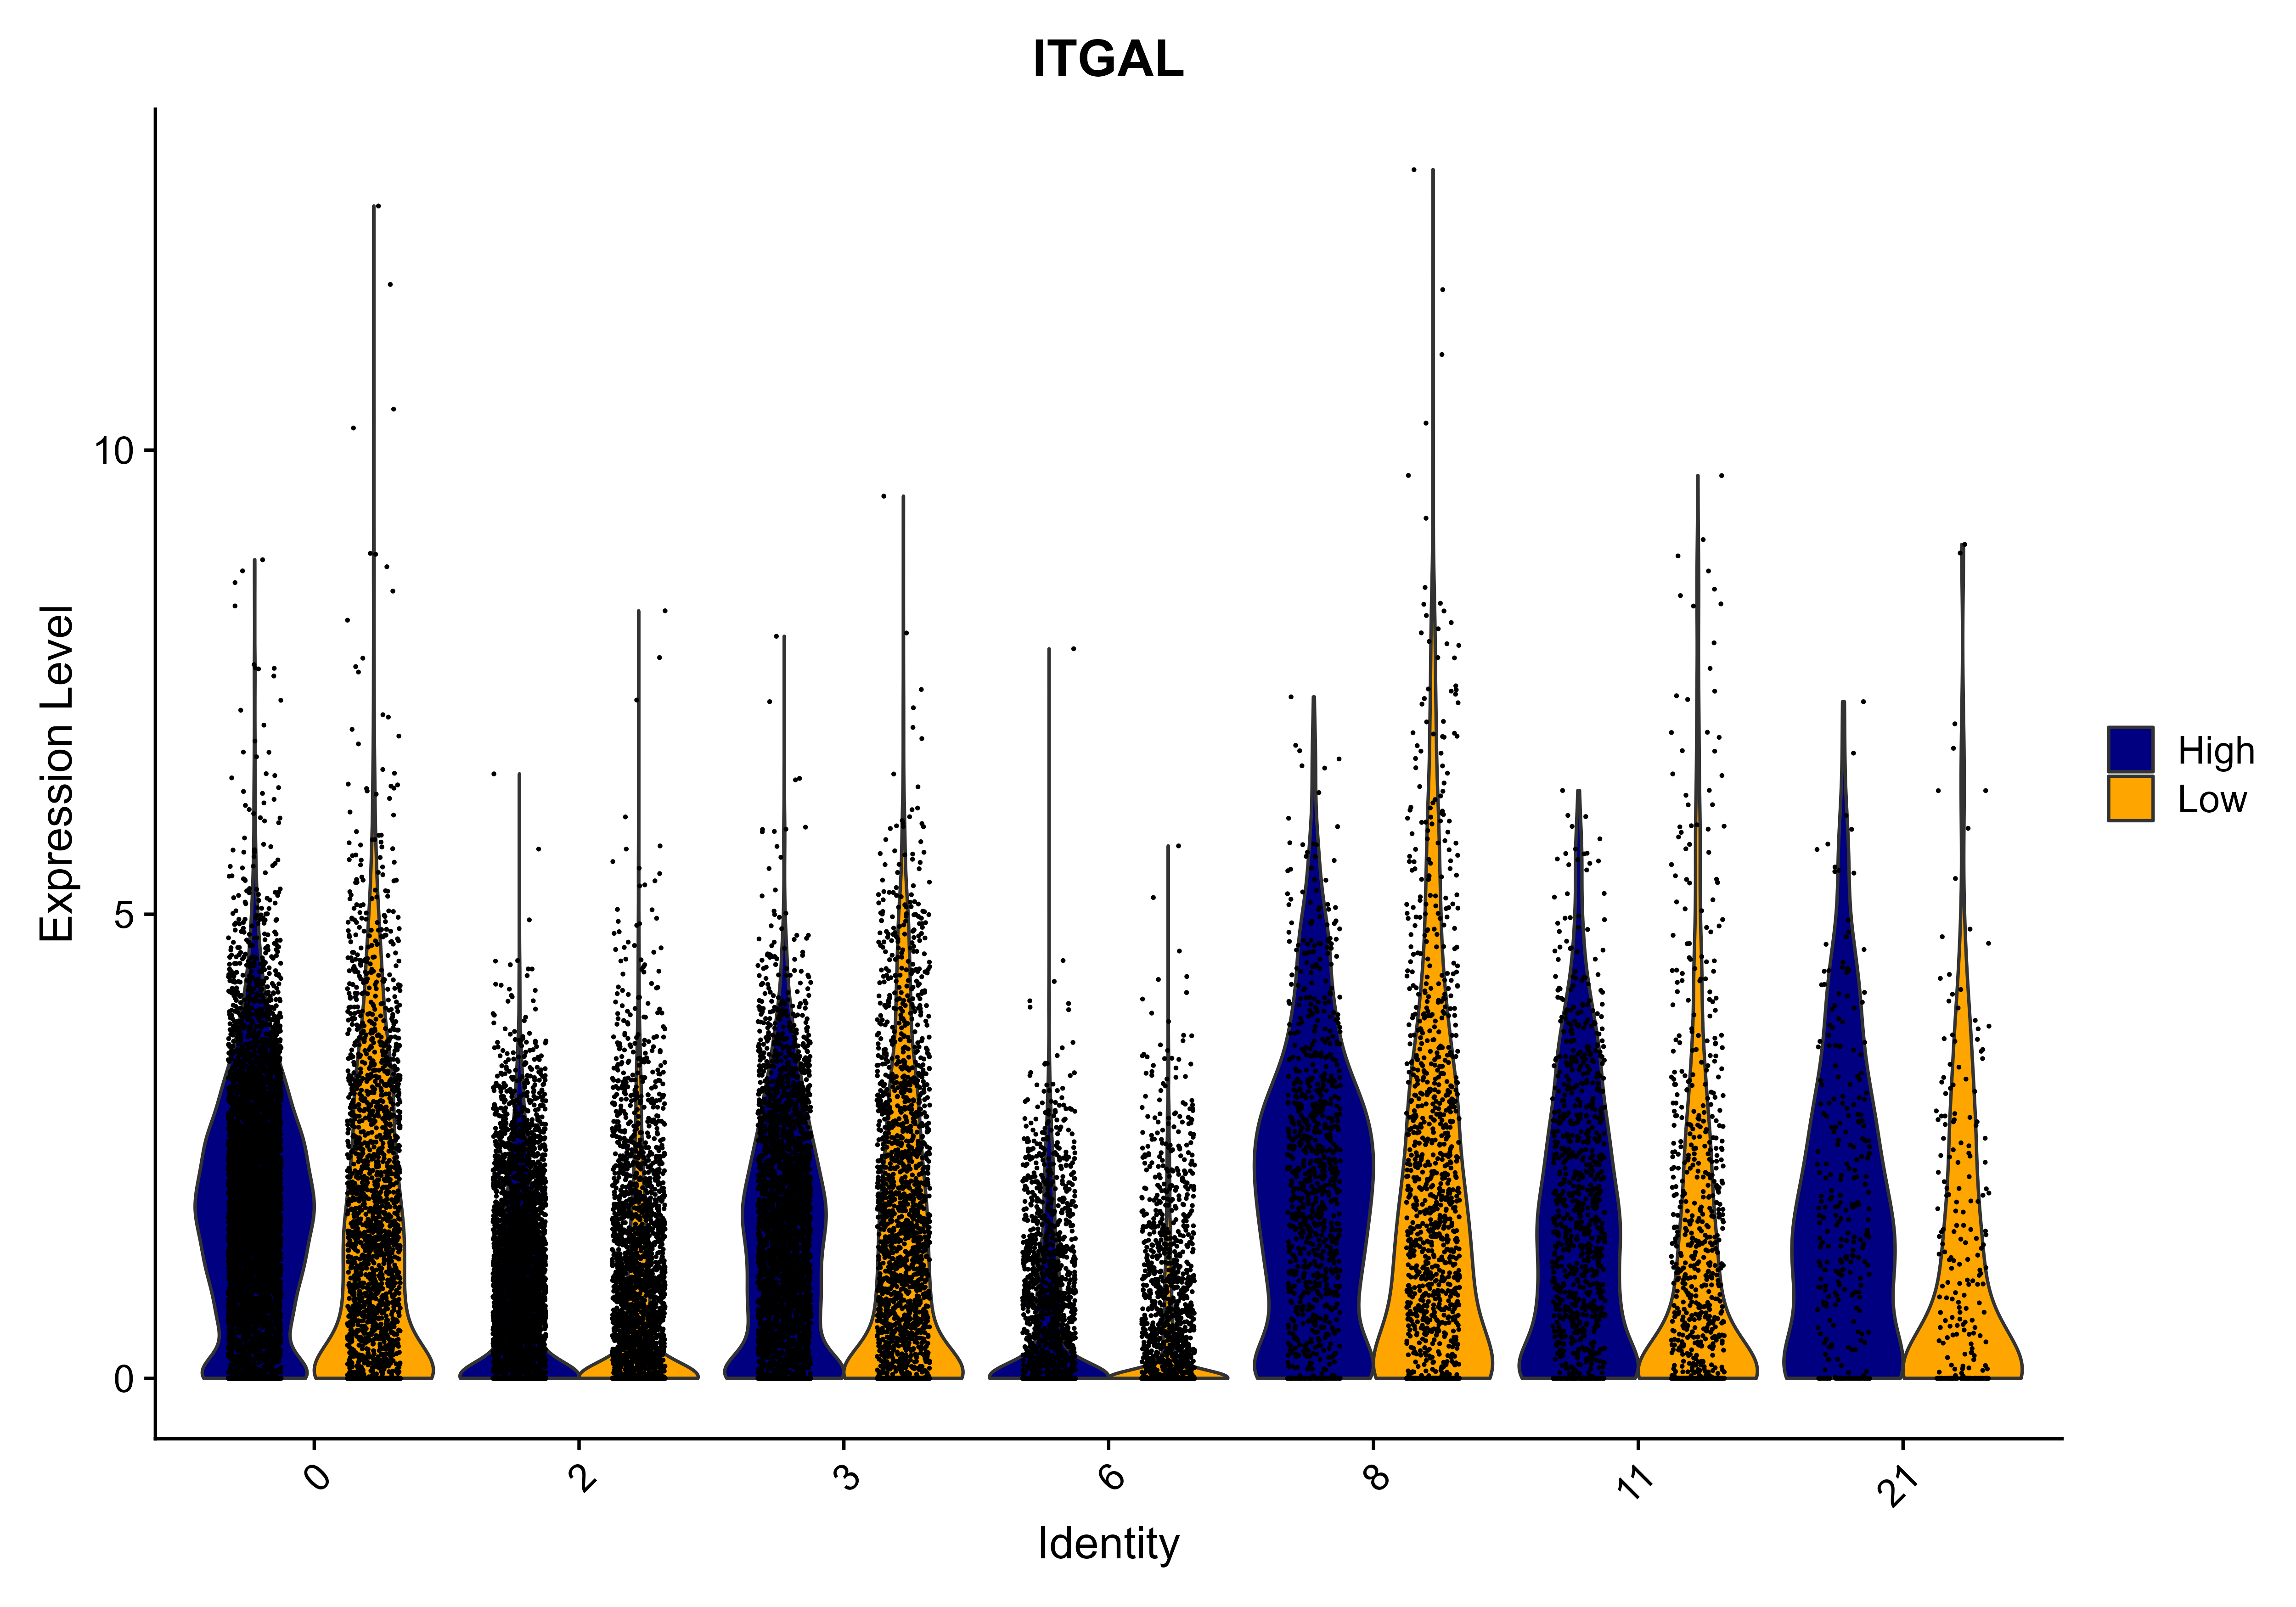 ITGAL
Expression Level
10
5
0
0 2 3 6 8 11 21
Identity
High
Low